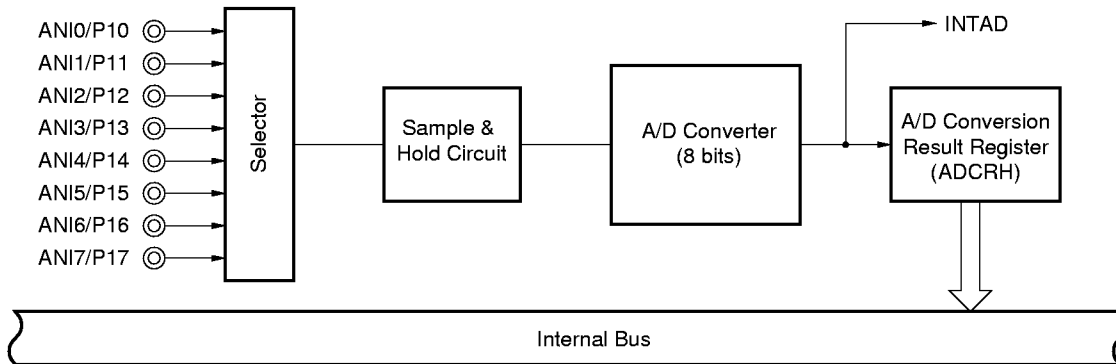 ANI0/P10
ANI1/P11
ANI2/P12
ANI3/P13
ANI4/P14
ANI5/P15
ANI6/P16
ANI7/P17
Selector
Sample &
Hold Circuit
A/D Converter
(8 bits)
INTAD
A/D Conversion
Result Register
(ADCRH)
Internal Bus